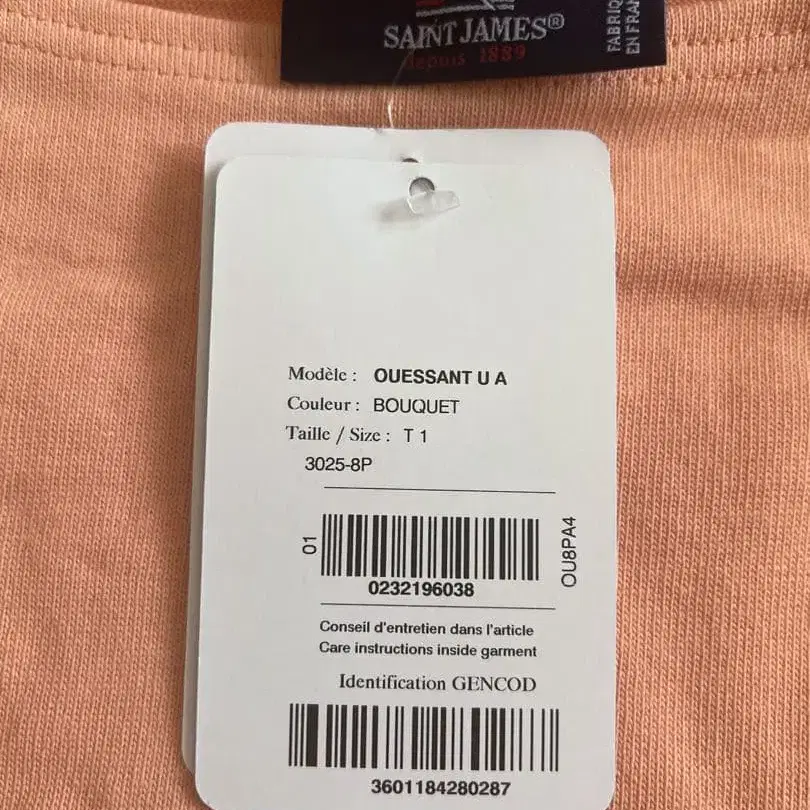 SAINT JAMES®
depuis 1889
FABRIQ
EN FRAN
Modèle : OUESSANT U A
Couleur : BOUQUET
Taille / Size : T 1
3025-8P
01
0232196038
OU8PA4
Conseil d'entretien dans l'article
Care instructions inside garment
Identification GENCOD
3601184280287